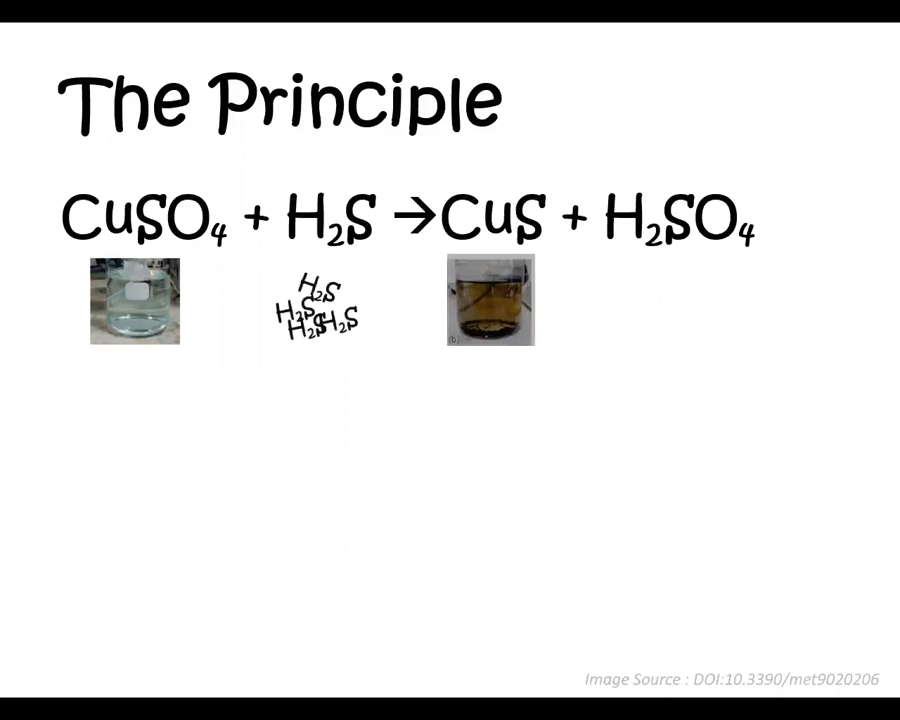 The Principle
CuSO₄ + H₂S →CuS + H₂SO₄
H₂S
H₂S
H₂S H₂S
(b)
Image Source : DOI:10.3390/met9020206